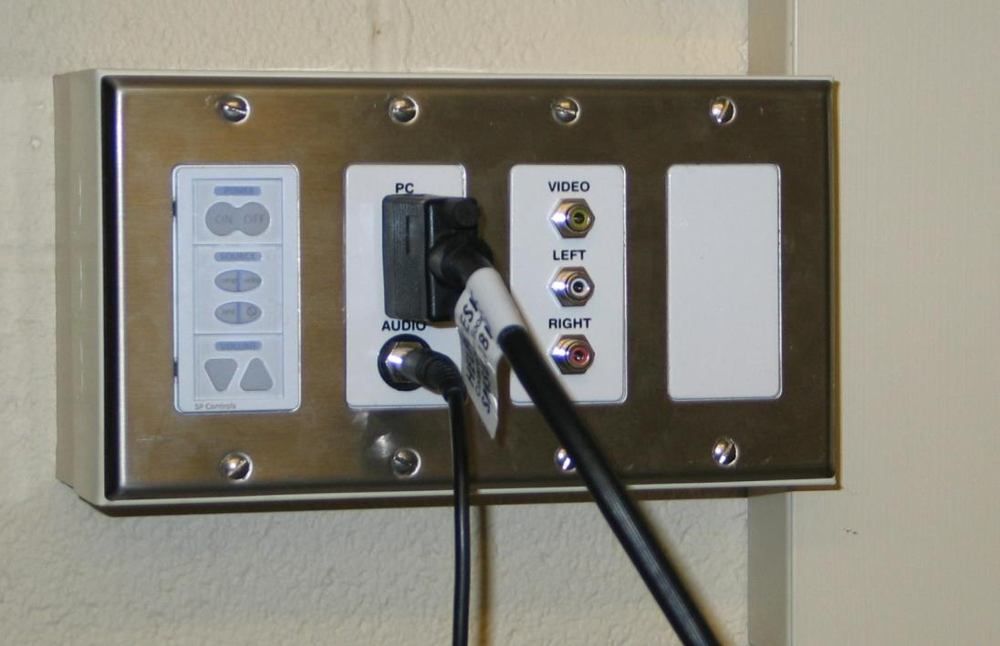 POWER
ON OFF
SOURCE
VOLUME
SP Controls
PC
AUDIO
VIDEO
LEFT
RIGHT